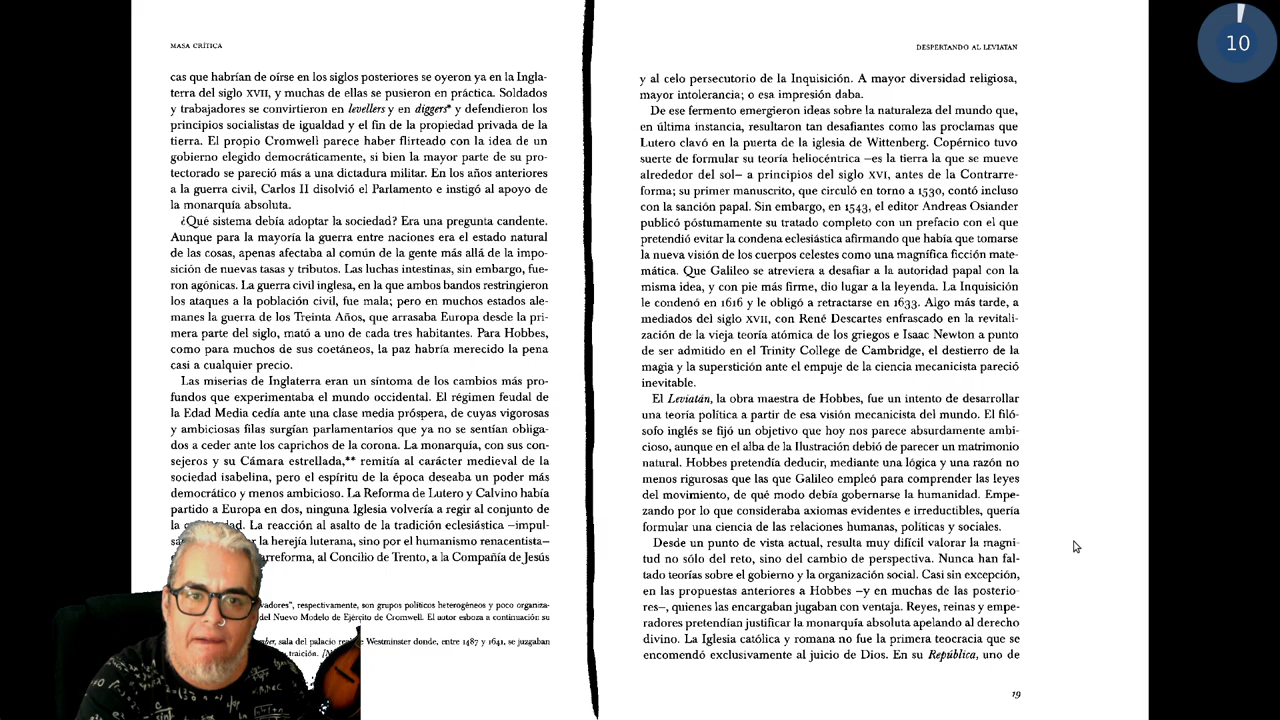 MASA CRÍTICA
cas que habrían de oírse en los siglos posteriores se oyeron ya en la Ingla-
terra del siglo XVII, y muchas de ellas se pusieron en práctica. Soldados
y trabajadores se convirtieron en levellers y en diggers* y defendieron los
principios socialistas de igualdad y el fin de la propiedad privada de la
tierra. El propio Cromwell parece haber flirteado con la idea de un
gobierno elegido democráticamente, si bien la mayor parte de su pro-
tectorado se pareció más a una dictadura militar. En los años anteriores
a la guerra civil, Carlos II disolvió el Parlamento e instigó al apoyo de
la monarquía absoluta.
¿Qué sistema debía adoptar la sociedad? Era una pregunta candente.
Aunque para la mayoría la guerra entre naciones era el estado natural
de las cosas, apenas afectaba al común de la gente más allá de la impo-
sición de nuevas tasas y tributos. Las luchas intestinas, sin embargo, fue-
ron agónicas. La guerra civil inglesa, en la que ambos bandos restringieron
los ataques a la población civil, fue mala; pero en muchos estados ale-
manes la guerra de los Treinta Años, que arrasaba Europa desde la pri-
mera parte del siglo, mató a uno de cada tres habitantes. Para Hobbes,
como para muchos de sus coetáneos, la paz habría merecido la pena
casi a cualquier precio.
Las miserias de Inglaterra eran un síntoma de los cambios más pro-
fundos que experimentaba el mundo occidental. El régimen feudal de
la Edad Media cedía ante una clase media próspera, de cuyas vigorosas
y ambiciosas filas surgían parlamentarios que ya no se sentían obliga-
dos a ceder ante los caprichos de la corona. La monarquía, con sus con-
sejeros y su Cámara estrellada,** remitía al carácter medieval de la
sociedad isabelina, pero el espíritu de la época deseaba un poder más
democrático y menos ambicioso. La Reforma de Lutero y Calvino había
partido a Europa en dos, ninguna Iglesia volvería a regir al conjunto de
la dad. La reacción al asalto de la tradición eclesiástica –impul-
la herejía luterana, sino por el humanismo renacentista–
reforma, al Concilio de Trento, a la Compañía de Jesús
vadores", respectivamente, son grupos políticos heterogéneos y poco organiza-
del Nuevo Modelo de Ejército de Cromwell. El autor esboza a continuación su
sala del palacio real de Westminster donde, entre 1487 y 1641, se juzgaban
traición.
DESPERTANDO AL LEVIATAN
y al celo persecutorio de la Inquisición. A mayor diversidad religiosa,
mayor intolerancia; o esa impresión daba.
De ese fermento emergieron ideas sobre la naturaleza del mundo que,
en última instancia, resultaron tan desafiantes como las proclamas que
Lutero clavó en la puerta de la iglesia de Wittenberg. Copérnico tuvo
suerte de formular su teoría heliocéntrica –es la tierra la que se mueve
alrededor del sol– a principios del siglo XVI, antes de la Contrarre-
forma; su primer manuscrito, que circuló en torno a 1530, contó incluso
con la sanción papal. Sin embargo, en 1543, el editor Andreas Osiander
publicó póstumamente su tratado completo con un prefacio con el que
pretendió evitar la condena eclesiástica afirmando que había que tomarse
la nueva visión de los cuerpos celestes como una magnífica ficción mate-
mática. Que Galileo se atreviera a desafiar a la autoridad papal con la
misma idea, y con pie más firme, dio lugar a la leyenda. La Inquisición
le condenó en 1616 y le obligó a retractarse en 1633. Algo más tarde, a
mediados del siglo XVII, con René Descartes enfrascado en la revitali-
zación de la vieja teoría atómica de los griegos e Isaac Newton a punto
de ser admitido en el Trinity College de Cambridge, el destierro de la
magia y la superstición ante el empuje de la ciencia mecanicista pareció
inevitable.
El Leviatán, la obra maestra de Hobbes, fue un intento de desarrollar
una teoría política a partir de esa visión mecanicista del mundo. El filó-
sofo inglés se fijó un objetivo que hoy nos parece absurdamente ambi-
cioso, aunque en el alba de la Ilustración debió de parecer un matrimonio
natural. Hobbes pretendía deducir, mediante una lógica y una razón no
menos rigurosas que las que Galileo empleó para comprender las leyes
del movimiento, de qué modo debía gobernarse la humanidad. Empe-
zando por lo que consideraba axiomas evidentes e irreductibles, quería
formular una ciencia de las relaciones humanas, políticas y sociales.
Desde un punto de vista actual, resulta muy difícil valorar la magni-
tud no sólo del reto, sino del cambio de perspectiva. Nunca han fal-
tado teorías sobre el gobierno y la organización social. Casi sin excepción,
en las propuestas anteriores a Hobbes –y en muchas de las posterio-
res–, quienes las encargaban jugaban con ventaja. Reyes, reinas y empe-
radores pretendían justificar la monarquía absoluta apelando al derecho
divino. La Iglesia católica y romana no fue la primera teocracia que se
encomendó exclusivamente al juicio de Dios. En su República, uno de
19
10